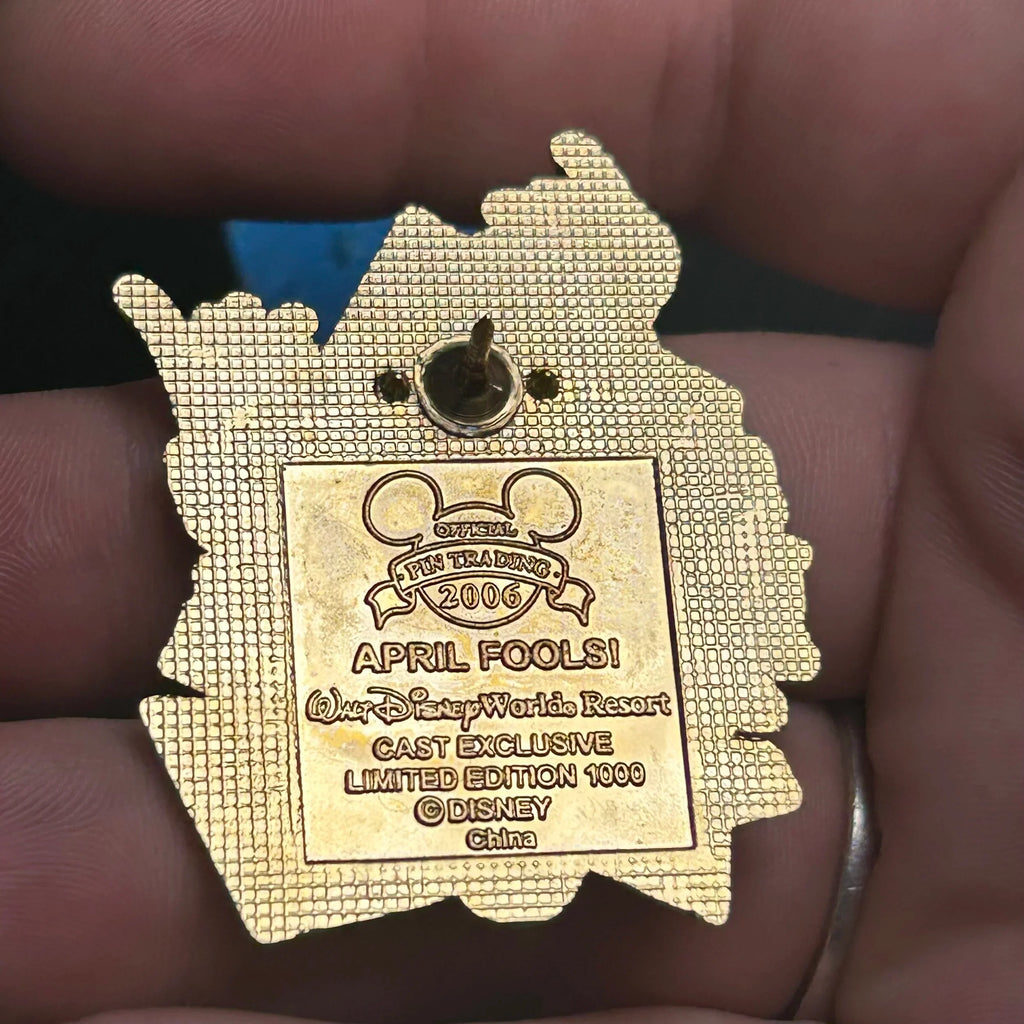 OFFICIAL
PIN TRADING
2006
APRIL FOOLS!
Walt Disney World® Resort
CAST EXCLUSIVE
LIMITED EDITION 1000
© DISNEY
China